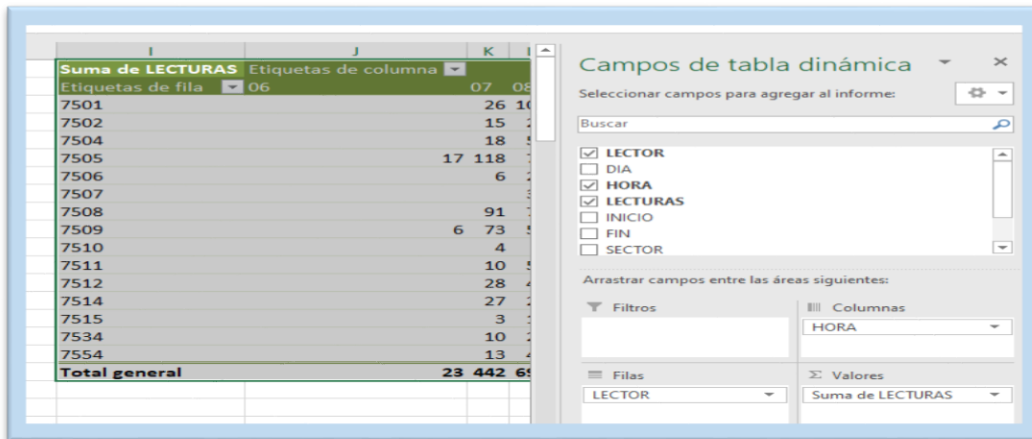 I J K
Suma de LECTURAS Etiquetas de columna
Etiquetas de fila 06 07 08
7501 26
7502 15
7504 18
7505 17 118
7506 6
7507
7508 91
7509 6 73
7510 4
7511 10
7512 28
7514 27
7515 3
7534 10
7554 13
Total general 23 442
Campos de tabla dinámica
Seleccionar campos para agregar al informe:
Buscar
LECTOR
DIA
HORA
LECTURAS
INICIO
FIN
SECTOR
Arrastrar campos entre las áreas siguientes:
Filtros
Columnas
HORA
Filas
Σ Valores
LECTOR
Suma de LECTURAS